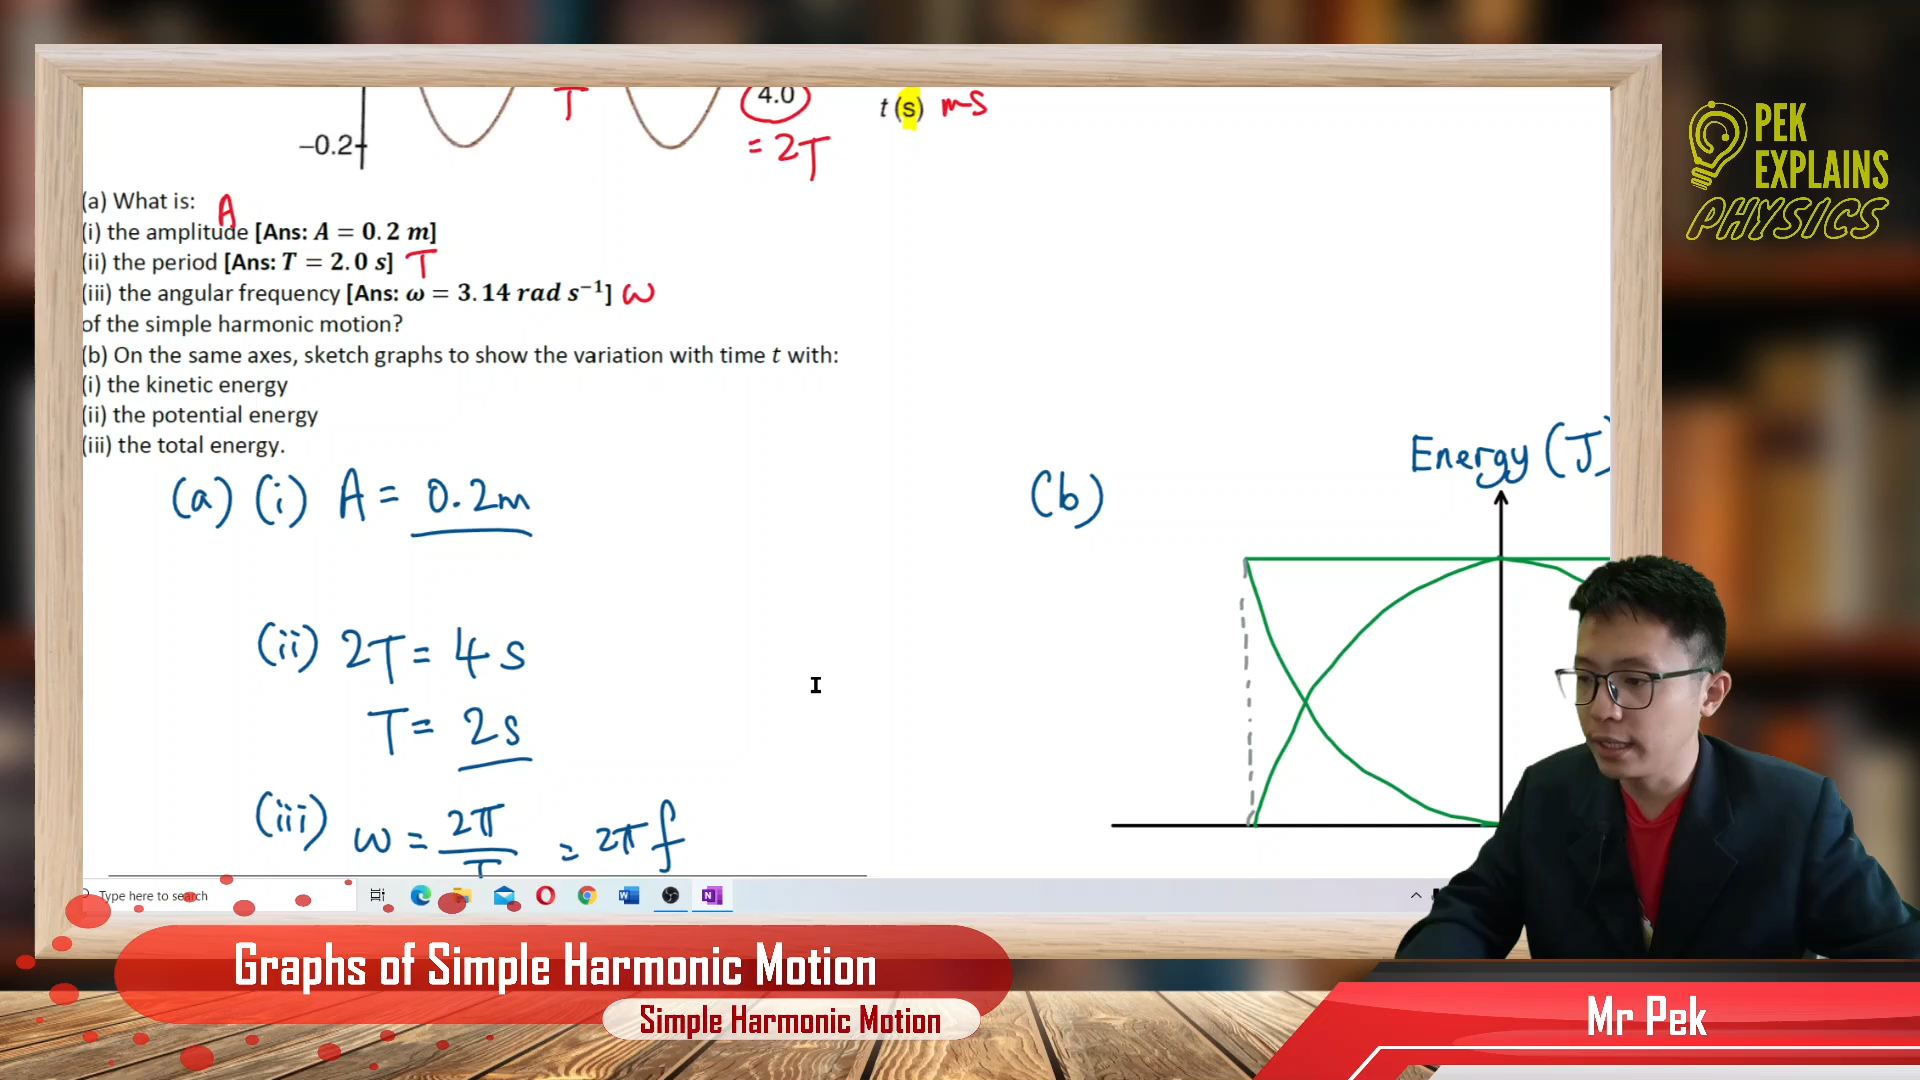 4.0
t (s) ms
T
= 2T
−0.2
PEK
EXPLAINS
PHYSICS
(a) What is:
A
(i) the amplitude [Ans: A = 0.2 m]
(ii) the period [Ans: T = 2.0 s] T
(iii) the angular frequency [Ans: ω = 3.14 rad s⁻¹] ω
of the simple harmonic motion?
(b) On the same axes, sketch graphs to show the variation with time t with:
(i) the kinetic energy
(ii) the potential energy
(iii) the total energy.
(a) (i) A = 0.2m
(ii) 2T = 4 s
T = 2s
(iii) ω = 2π/T = 2πf
(b)
Energy (J)
Type here to search
Graphs of Simple Harmonic Motion
Simple Harmonic Motion
Mr Pek